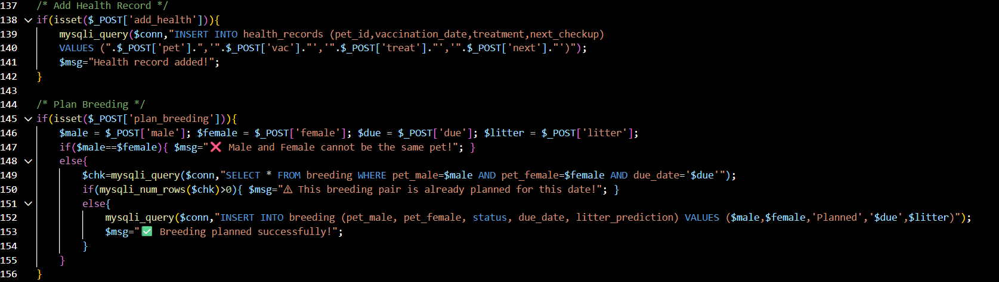 137 /* Add Health Record */
138 if(isset($_POST['add_health'])){
139 mysqli_query($conn,"INSERT INTO health_records (pet_id,vaccination_date,treatment,next_checkup)
140 VALUES (".$_POST['pet'].",'".$_POST['vac']."','".$_POST['treat']."','".$_POST['next']."')");
141 $msg="Health record added!";
142 }
143
144 /* Plan Breeding */
145 if(isset($_POST['plan_breeding'])){
146 $male = $_POST['male']; $female = $_POST['female']; $due = $_POST['due']; $litter = $_POST['litter'];
147 if($male==$female){ $msg="❌ Male and Female cannot be the same pet!"; }
148 else{
149 $chk=mysqli_query($conn,"SELECT * FROM breeding WHERE pet_male=$male AND pet_female=$female AND due_date='$due'");
150 if(mysqli_num_rows($chk)>0){ $msg="⚠ This breeding pair is already planned for this date!"; }
151 else{
152 mysqli_query($conn,"INSERT INTO breeding (pet_male, pet_female, status, due_date, litter_prediction) VALUES ($male,$female,'Planned','$due',$litter)");
153 $msg="✅ Breeding planned successfully!";
154 }
155 }
156 }